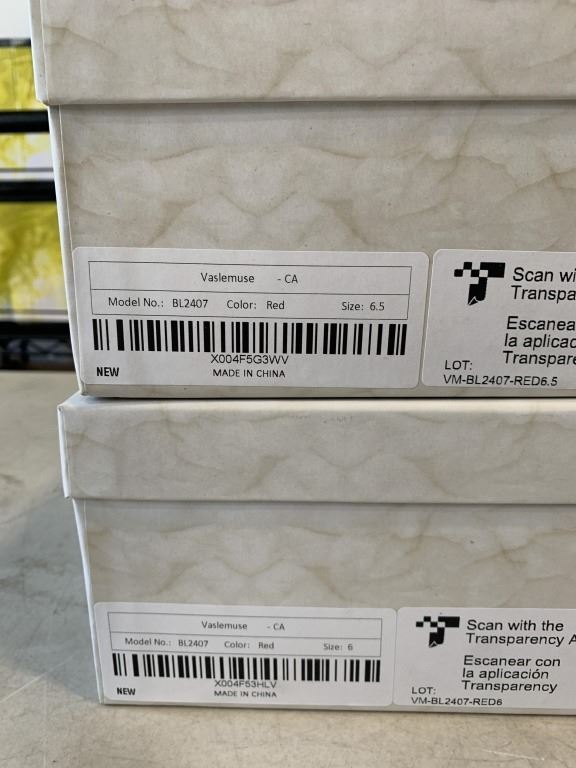 Vaslemuse - CA
Model No.: BL2407 Color: Red Size: 6.5
X004F5G3WV
NEW MADE IN CHINA
Scan wi
Transpa
Escanear
la aplicac
Transpare
LOT:
VM-BL2407-RED6.5
Vaslemuse - CA
Model No.: BL2407 Color: Red Size: 6
X004F53HLV
NEW MADE IN CHINA
Scan with the
Transparency A
Escanear con
la aplicación
Transparency
LOT:
VM-BL2407-RED6